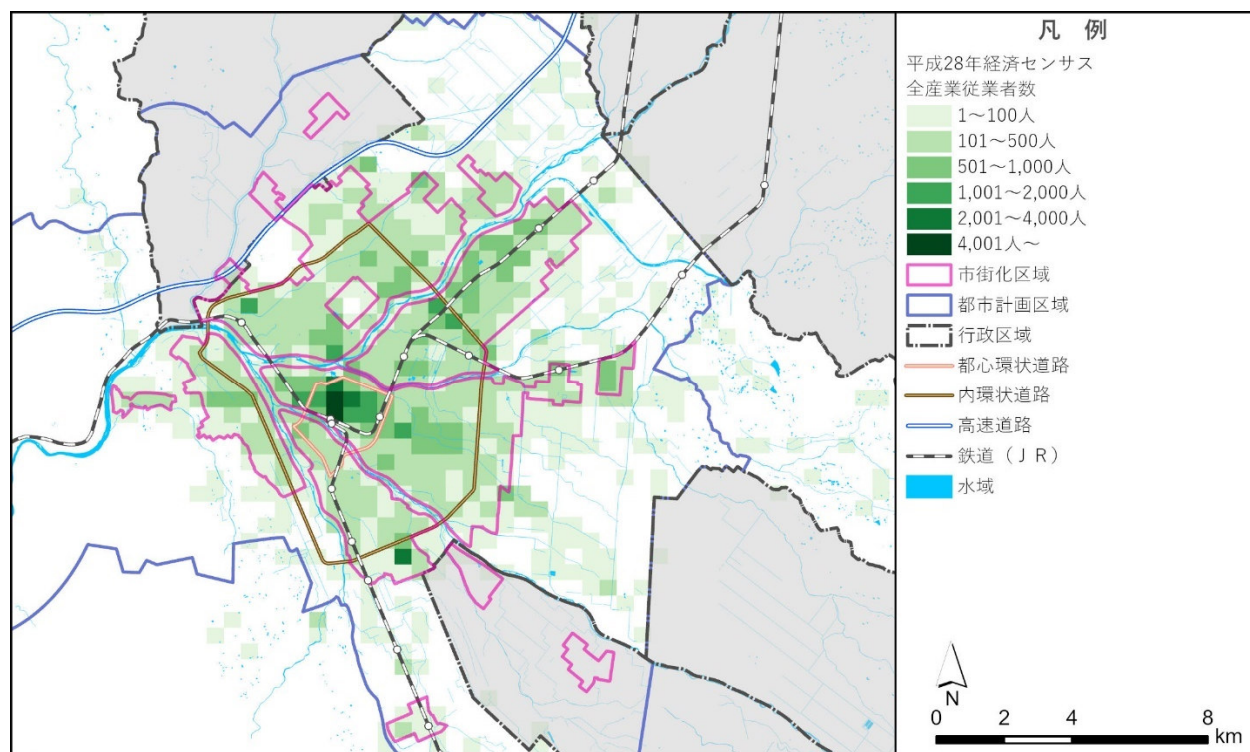 凡 例
平成28年経済センサス
全産業従業者数
1～100人
101～500人
501～1,000人
1,001～2,000人
2,001～4,000人
4,001人～
市街化区域
都市計画区域
行政区域
都心環状道路
内環状道路
高速道路
鉄道（ＪＲ）
水域
N
0 2 4 8
km